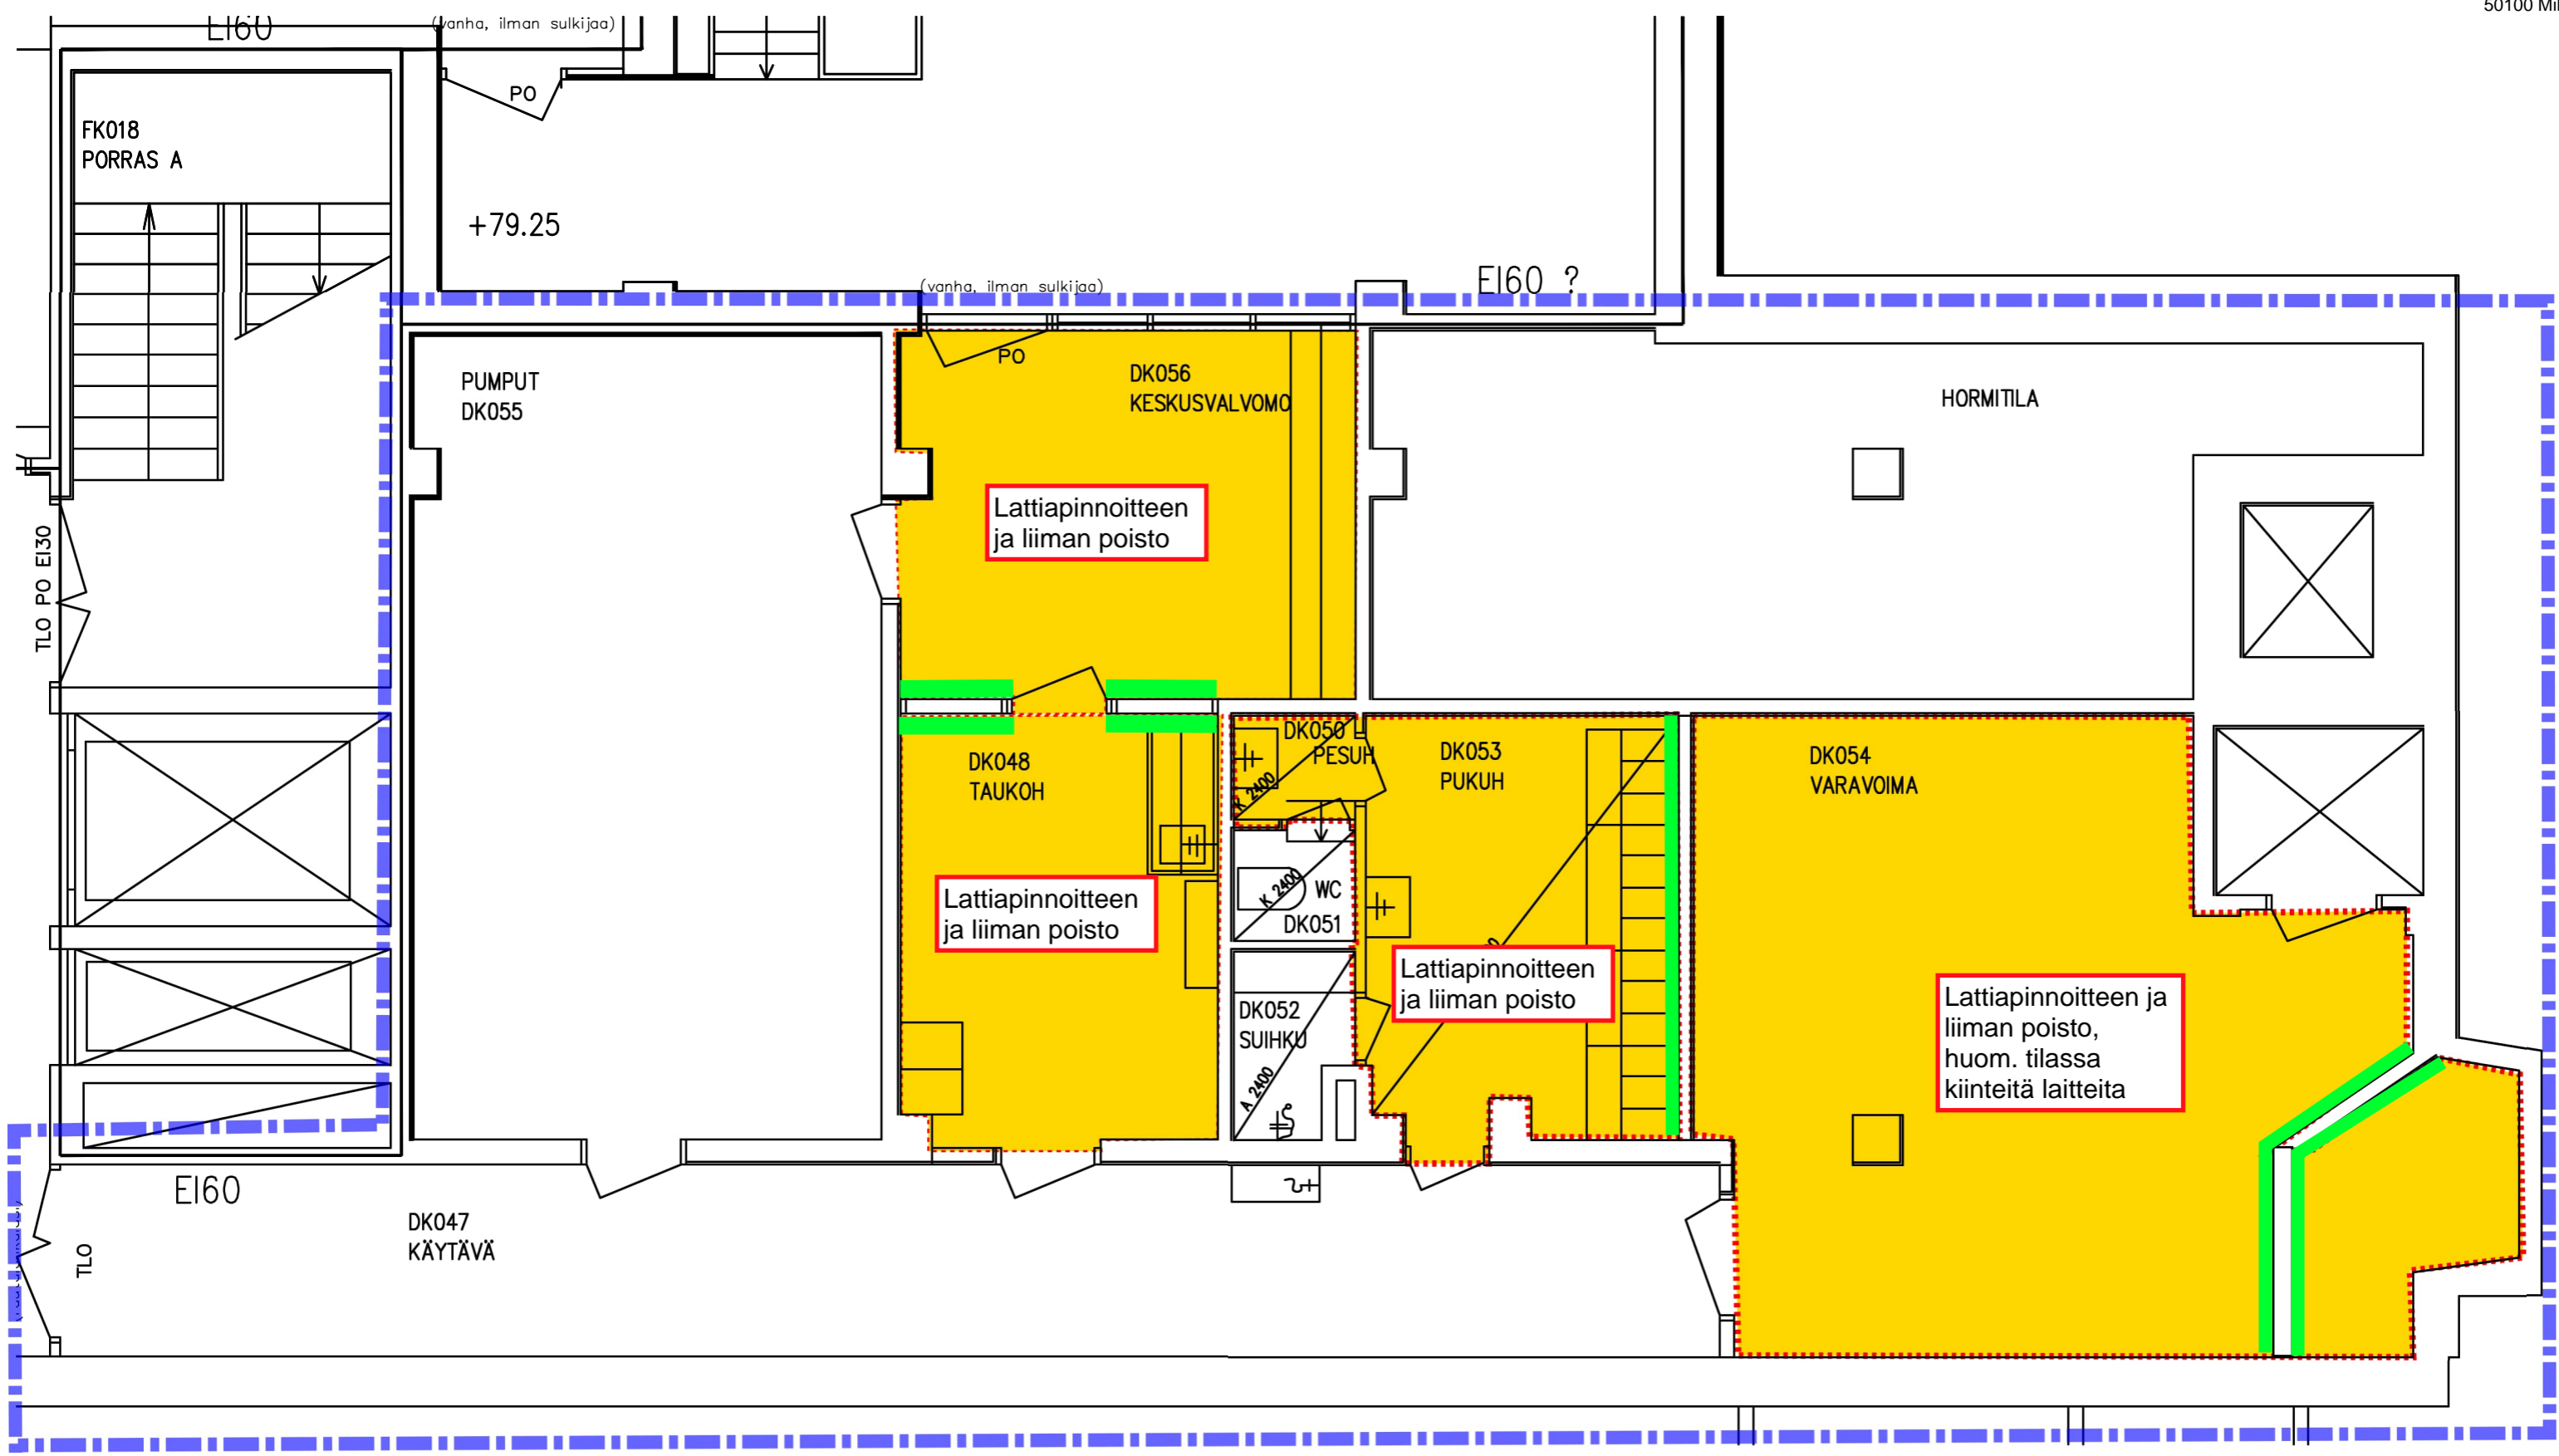 50100 Mi
EI60
(vanha, ilman sulkijaa)
PO
FK018
PORRAS A
+79.25
(vanha, ilman sulkijaa)
EI60 ?
PO
PUMPUT
DK055
DK056
KESKUSVALVOMO
HORMITILA
Lattiapinnoitteen
ja liiman poisto
TLO PO EI30
DK048
TAUKOH
DK050
PESUH
K 2400
DK053
PUKUH
DK054
VARAVOIMA
K 2400
WC
DK051
Lattiapinnoitteen
ja liiman poisto
Lattiapinnoitteen
ja liiman poisto
Lattiapinnoitteen ja
liiman poisto,
huom. tilassa
kiinteitä laitteita
DK052
SUIHKU
A 2400
EI60
DK047
KÄYTÄVÄ
TLO